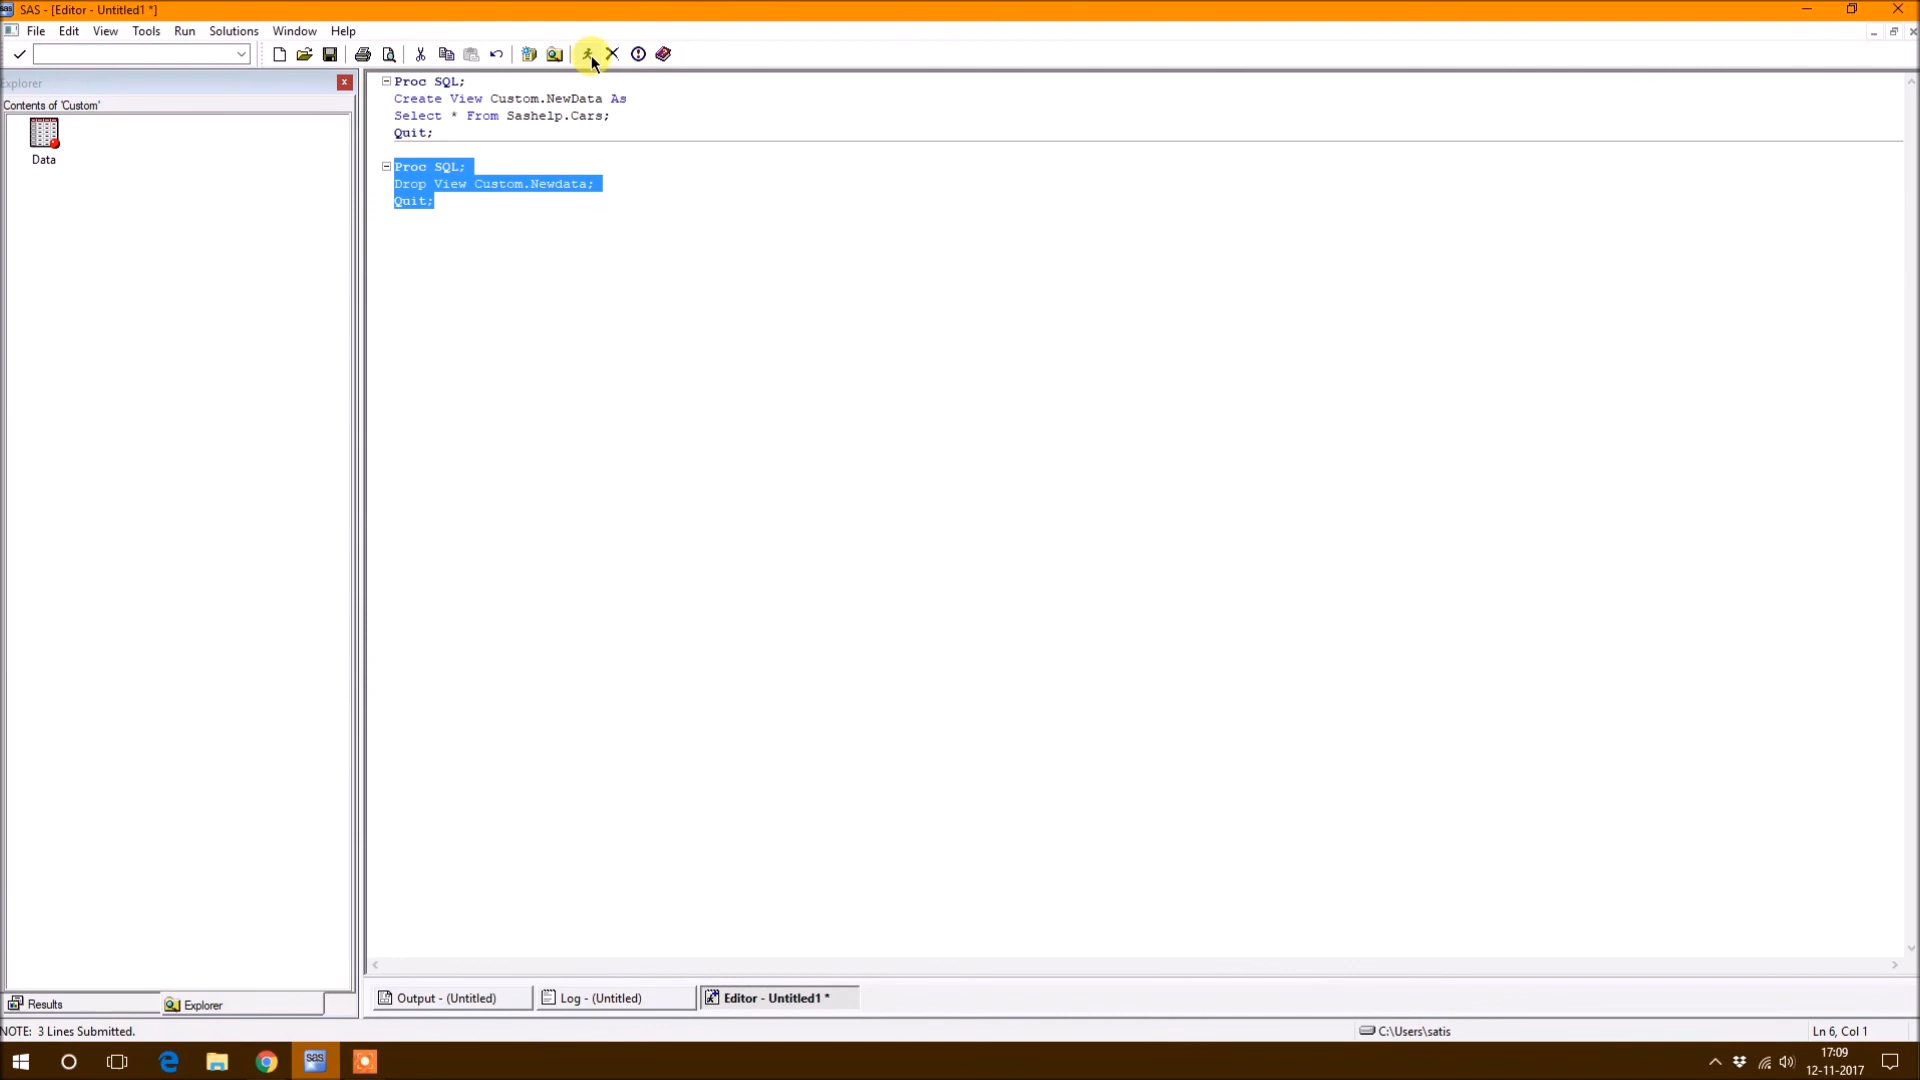 SAS - [Editor - Untitled1 *]
File Edit View Tools Run Solutions Window Help
Explorer
Contents of 'Custom'
Data
Proc SQL;
Create View Custom.NewData As
Select * From Sashelp.Cars;
Quit;
Proc SQL;
Drop View Custom.Newdata;
Quit;
Results
Explorer
Output - (Untitled)
Log - (Untitled)
Editor - Untitled1 *
NOTE: 3 Lines Submitted.
C:\Users\satis
Ln 6, Col 1
sas
17:09
12-11-2017